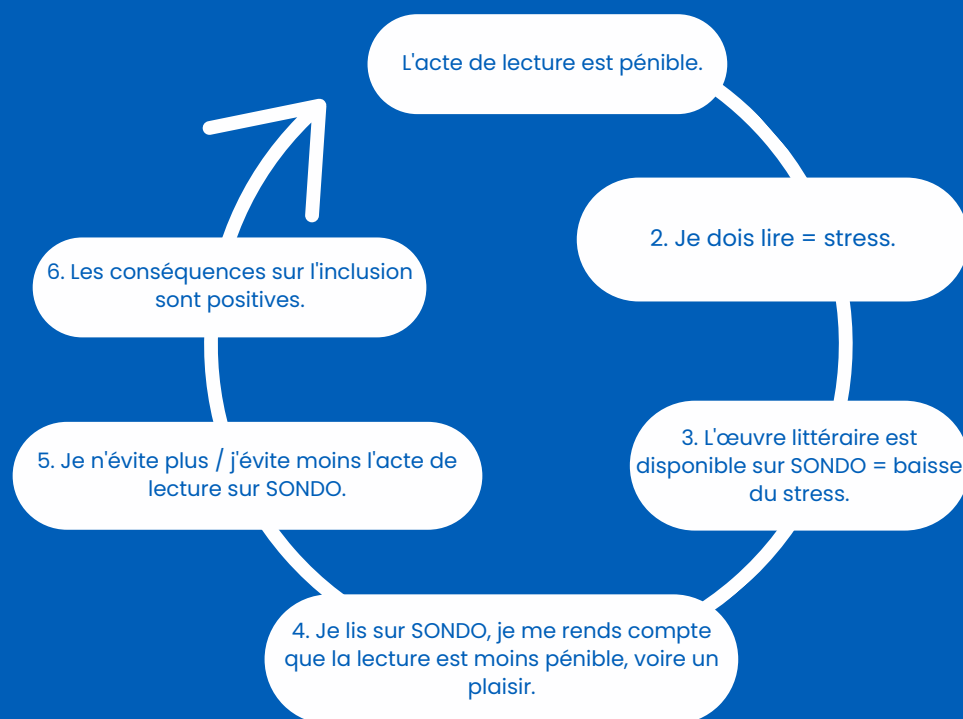 L'acte de lecture est pénible.
2. Je dois lire = stress.
3. L'œuvre littéraire est
disponible sur SONDO = baisse
du stress.
4. Je lis sur SONDO, je me rends compte
que la lecture est moins pénible, voire un
plaisir.
5. Je n'évite plus / j'évite moins l'acte de
lecture sur SONDO.
6. Les conséquences sur l'inclusion
sont positives.